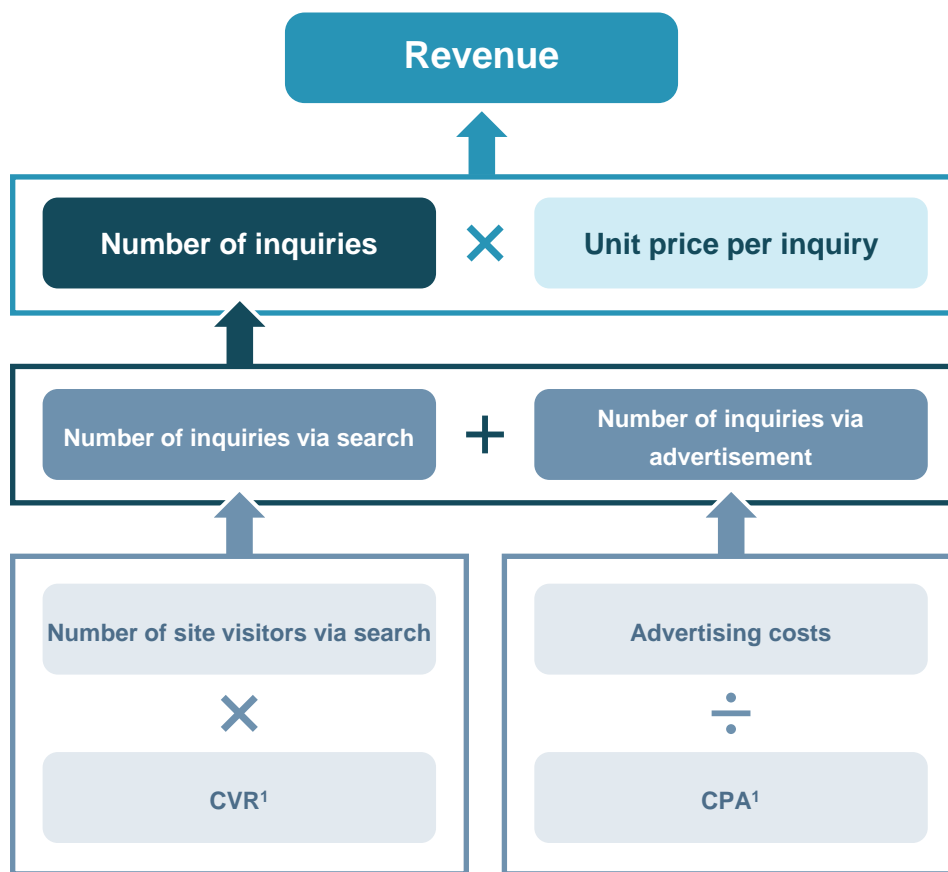 Revenue
Number of inquiries
×
Unit price per inquiry
Number of inquiries via search
+
Number of inquiries via
advertisement
Number of site visitors via search
×
CVR¹
Advertising costs
÷
CPA¹